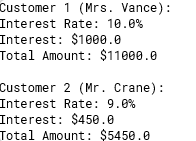 Customer 1 (Mrs. Vance):
Interest Rate: 10.0%
Interest: $1000.0
Total Amount: $11000.0

Customer 2 (Mr. Crane):
Interest Rate: 9.0%
Interest: $450.0
Total Amount: $5450.0